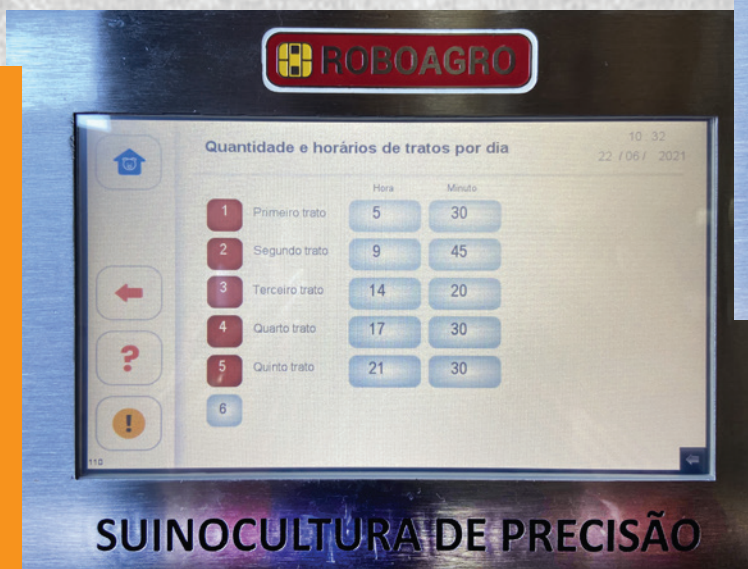 ROBOAGRO
Quantidade e horários de tratos por dia
10 32
22 / 06 / 2021
Hora Minuto
1 Primeiro trato 5 30
2 Segundo trato 9 45
3 Terceiro trato 14 20
4 Quarto trato 17 30
5 Quinto trato 21 30
6
?
!
110
SUINOCULTURA DE PRECISÃO